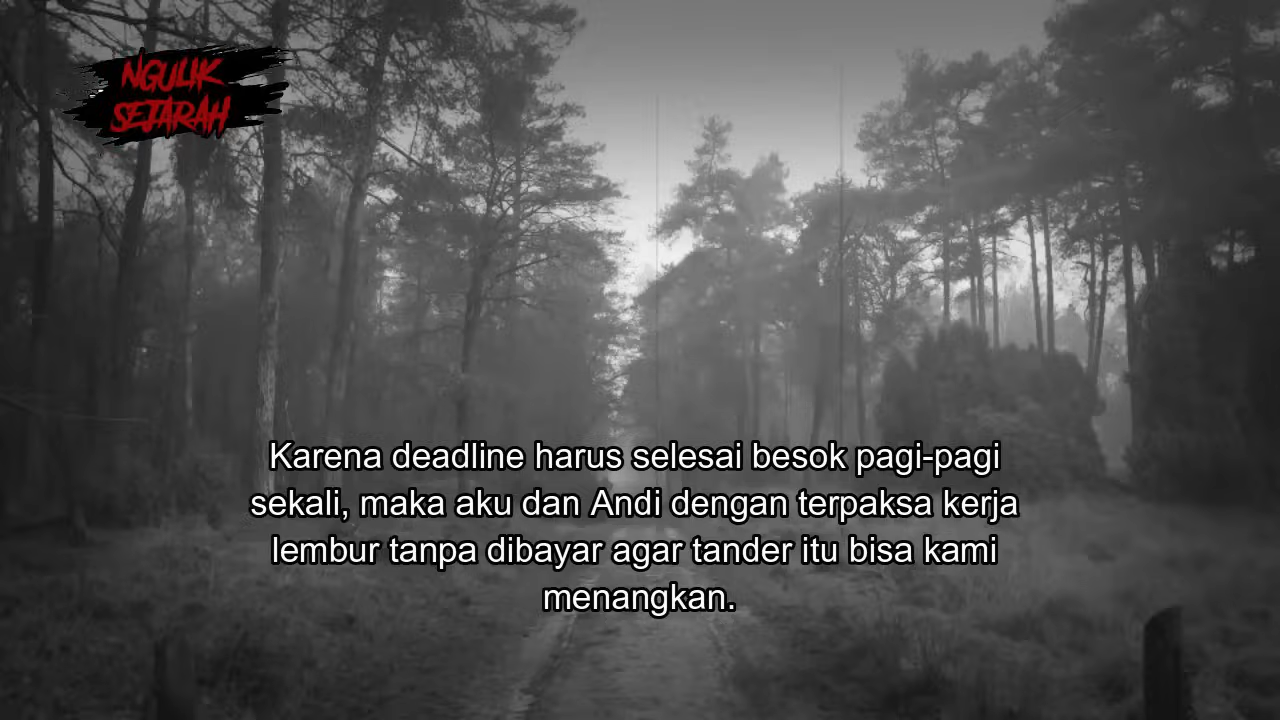 NGULIK
SEJARAH
Karena deadline harus selesai besok pagi-pagi
sekali, maka aku dan Andi dengan terpaksa kerja
lembur tanpa dibayar agar tander itu bisa kami
menangkan.